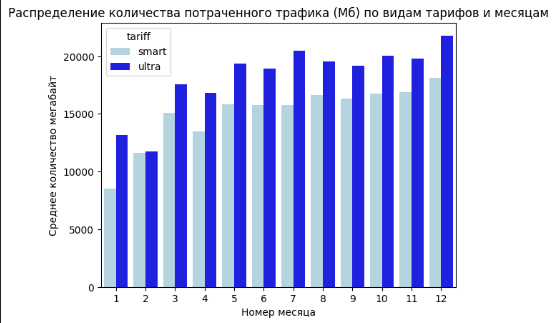 Распределение количества потраченного трафика (Мб) по видам тарифов и месяцам
tariff
smart
ultra
20000
15000
10000
5000
0
Среднее количество мегабайт
1 2 3 4 5 6 7 8 9 10 11 12
Номер месяца